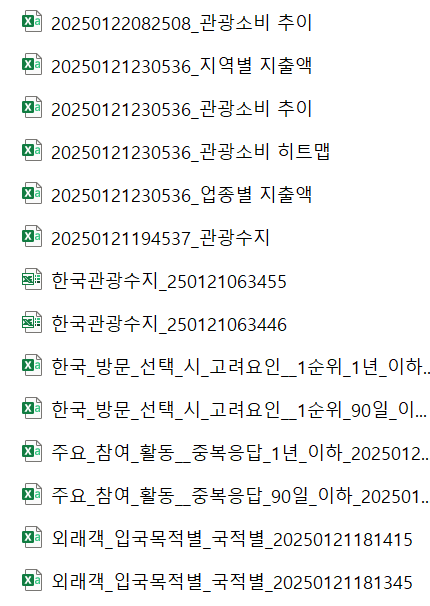 20250122082508_관광소비 추이
20250121230536_지역별 지출액
20250121230536_관광소비 추이
20250121230536_관광소비 히트맵
20250121230536_업종별 지출액
20250121194537_관광수지
한국관광수지_250121063455
한국관광수지_250121063446
한국_방문_선택_시_고려요인__1순위_1년_이하...
한국_방문_선택_시_고려요인__1순위_90일_이...
주요_참여_활동__중복응답_1년_이하_2025012...
주요_참여_활동__중복응답_90일_이하_202501...
외래객_입국목적별_국적별_20250121181415
외래객_입국목적별_국적별_20250121181345